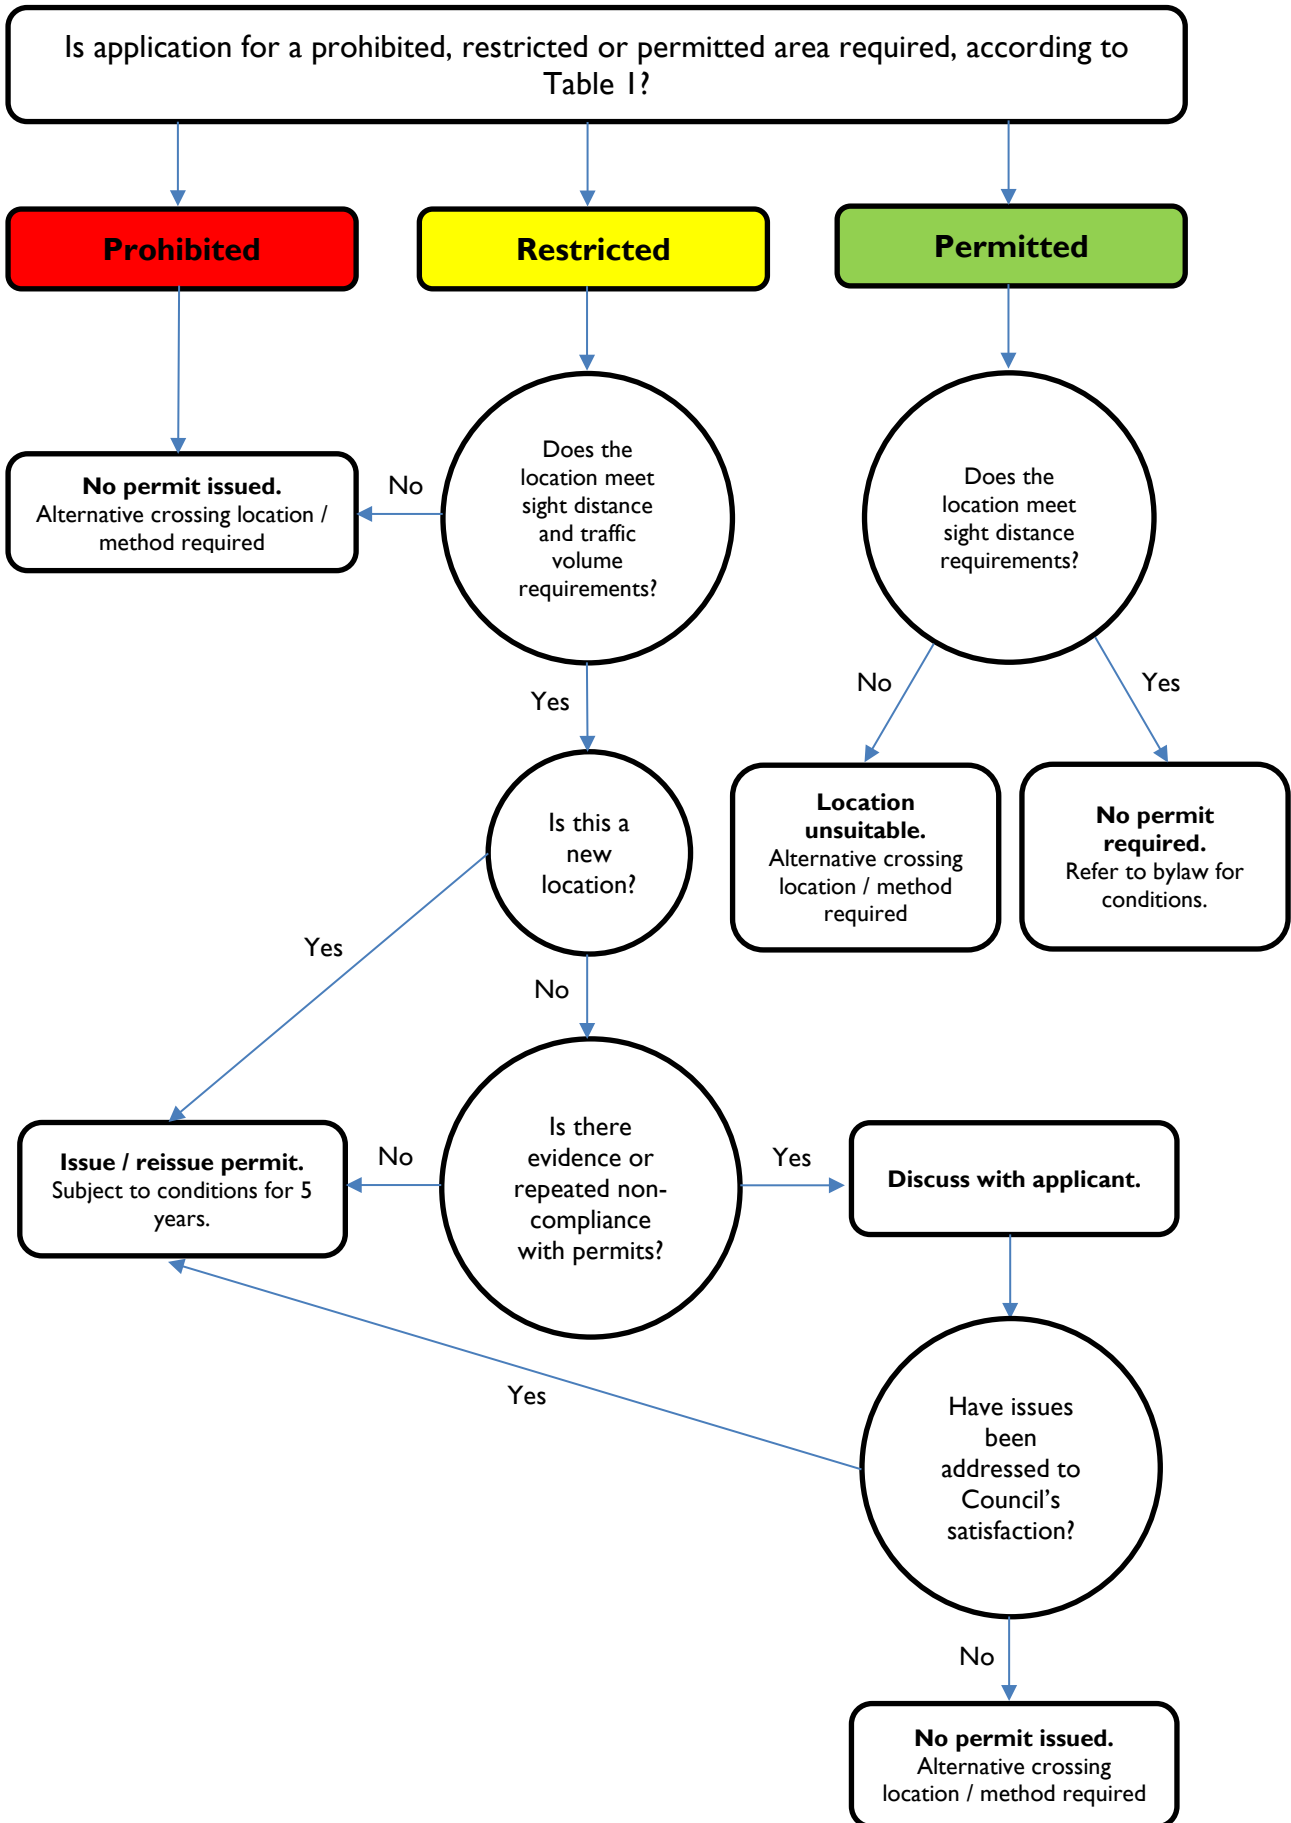 Is application for a prohibited, restricted or permitted area required, according to
Table 1?
Prohibited
Restricted
Permitted
Does the
location meet
sight distance
and traffic
volume
requirements?
Does the
location meet
sight distance
requirements?
No permit issued.
Alternative crossing location /
method required
No
Yes
No
Yes
Is this a
new
location?
Location
unsuitable.
Alternative crossing
location / method
required
No permit
required.
Refer to bylaw for
conditions.
Yes
No
Issue / reissue permit.
Subject to conditions for 5
years.
No
Is there
evidence or
repeated non-
compliance
with permits?
Yes
Discuss with applicant.
Yes
Have issues
been
addressed to
Council’s
satisfaction?
No
No permit issued.
Alternative crossing
location / method required